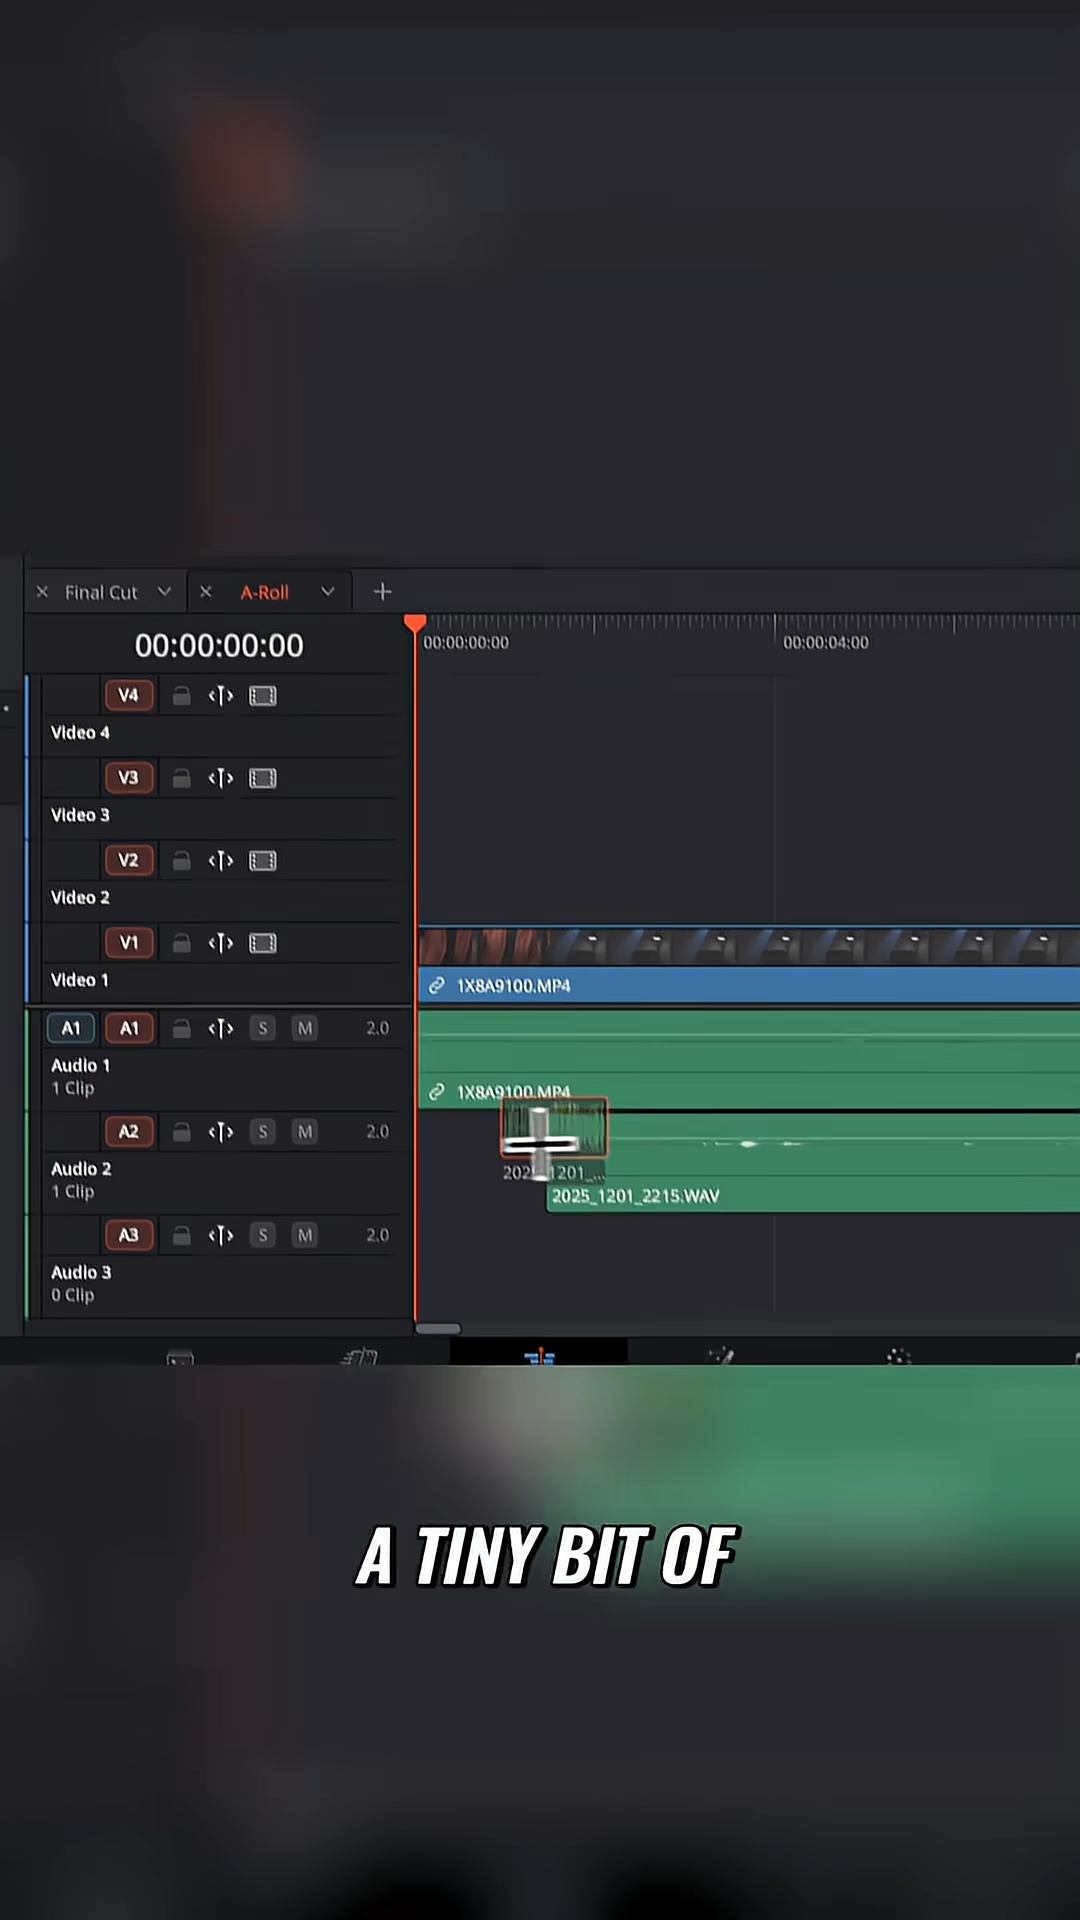 Final Cut
A-Roll
00:00:00:00
00:00:00:00
00:00:04:00
V4
Video 4
V3
Video 3
V2
Video 2
V1
Video 1
1X8A9100.MP4
A1 A1 S M 2.0
Audio 1
1 Clip
1X8A9100.MP4
A2 S M 2.0
Audio 2
1 Clip
2025_1201_2215.WAV
A3 S M 2.0
Audio 3
0 Clip
A TINY BIT OF